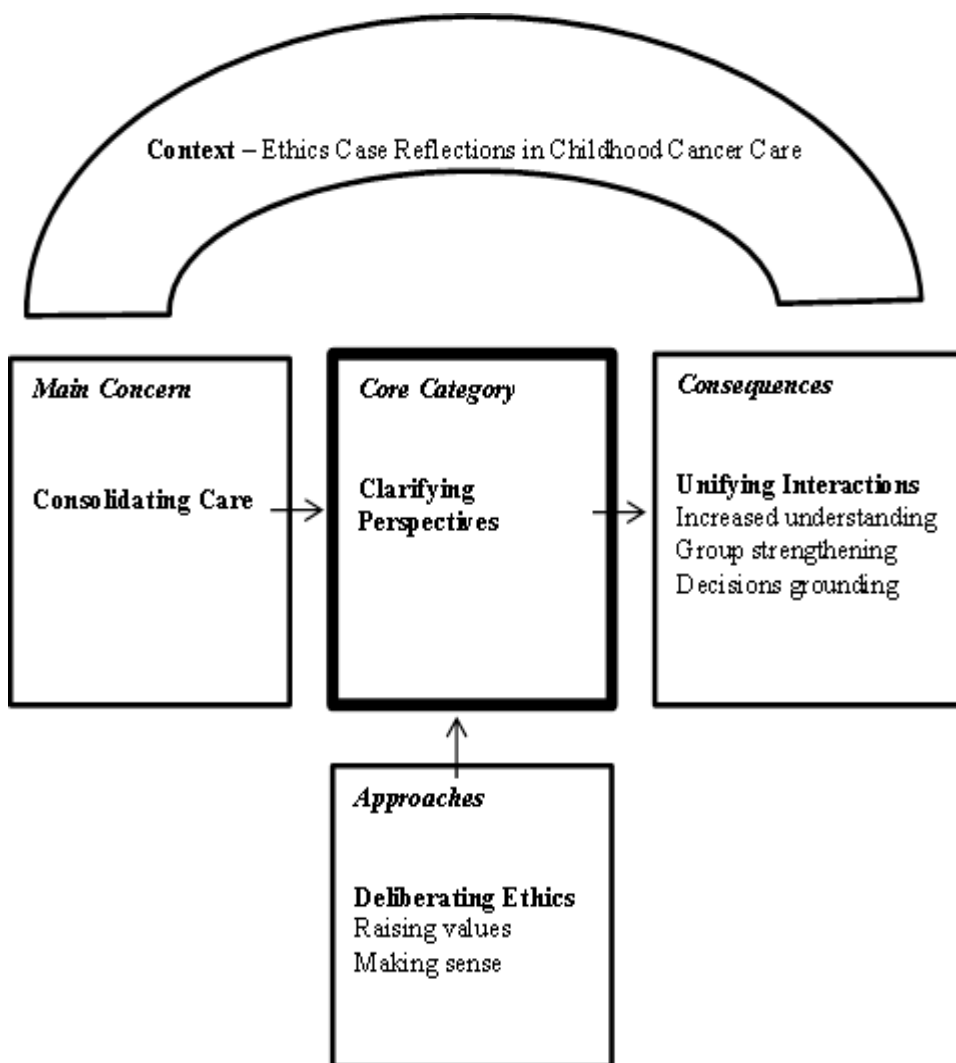 Context – Ethics Case Reflections in Childhood Cancer Care
Main Concern
Consolidating Care
Core Category
Clarifying
Perspectives
Consequences
Unifying Interactions
Increased understanding
Group strengthening
Decisions grounding
Approaches
Deliberating Ethics
Raising values
Making sense